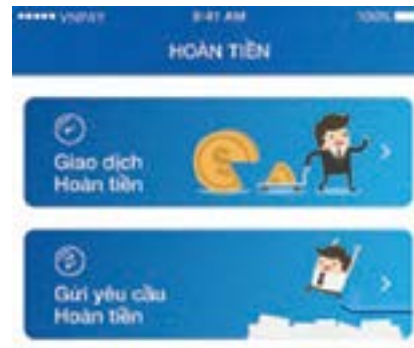 VNPAY 9:41 AM 100%
HOÀN TIỀN
Giao dịch
Hoàn tiền
Gửi yêu cầu
Hoàn tiền